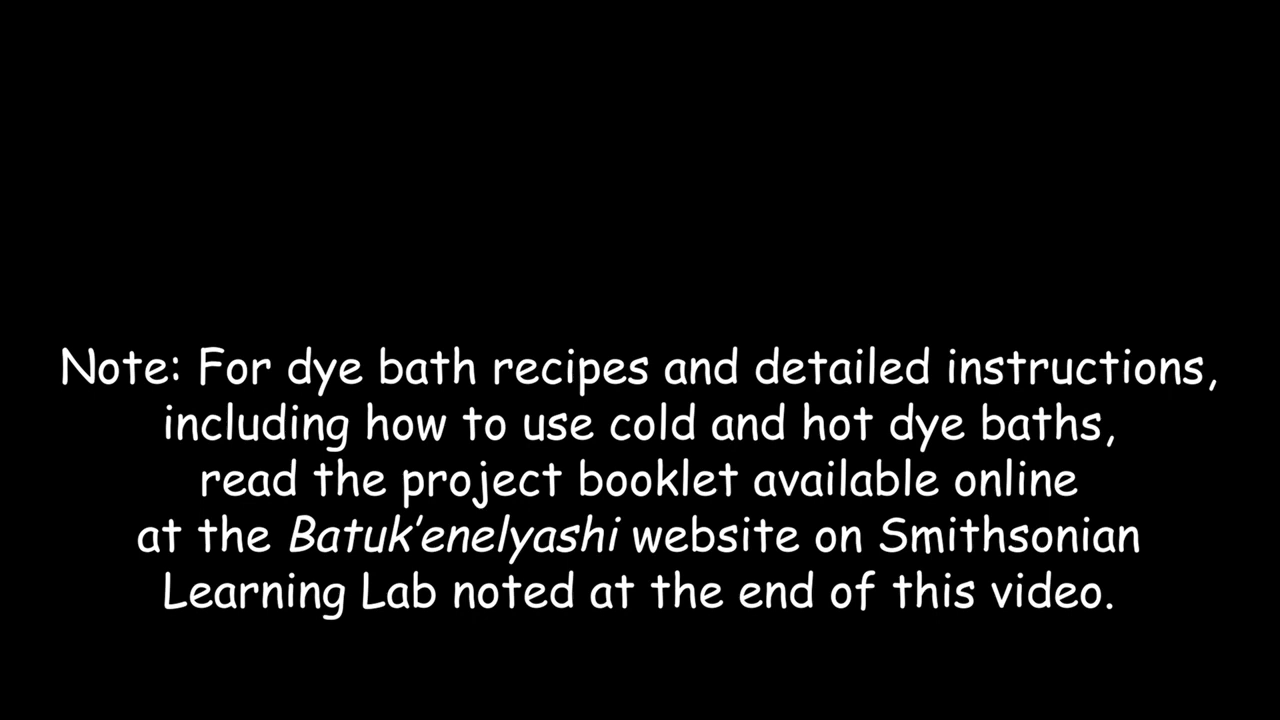 Note: For dye bath recipes and detailed instructions,
including how to use cold and hot dye baths,
read the project booklet available online
at the Batuk’enelyashi website on Smithsonian
Learning Lab noted at the end of this video.